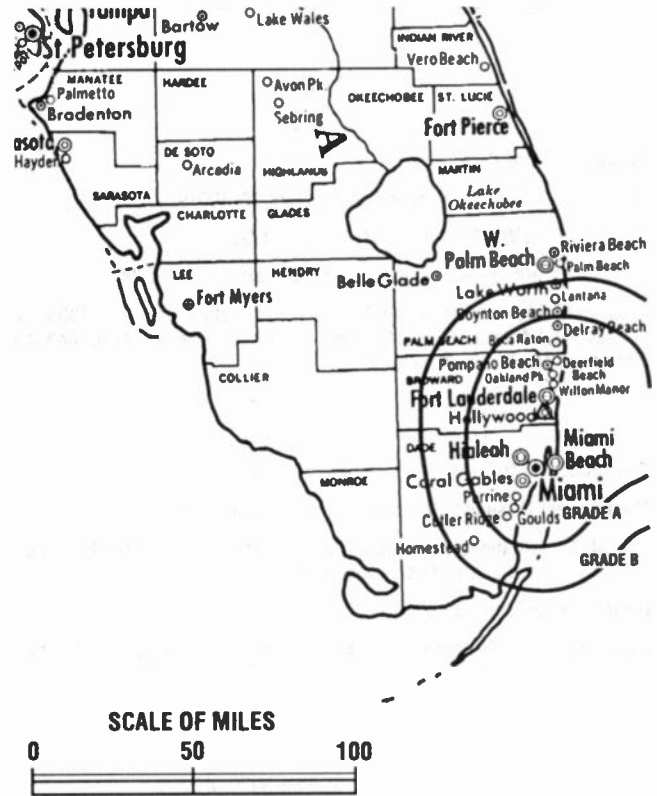 Tampa
St. Petersburg
Bartow
Lake Wales
INDIAN RIVER
Vero Beach
MANATEE
Palmetto
Bradenton
HARDEE
Avon Pk.
Sebring
OKEECHOBEE
ST. LUCIE
Fort Pierce
asota
Hayden
DE SOTO
Arcadia
A
HIGHLANDS
MARTIN
SARASOTA
CHARLOTTE
GLADES
Lake
Okeechobee
W.
Palm Beach
Riviera Beach
Palm Beach
LEE
HENDRY
Belle Glade
Fort Myers
Lake Worth
Lantana
Boynton Beach
Delray Beach
PALM BEACH
Boca Raton
COLLIER
Pompano Beach
Deerfield
Beach
BROWARD
Oakland Pk.
Wilton Manor
Fort Lauderdale
Hollywood
DADE
Hialeah
Miami
Beach
MONROE
Coral Gables
Miami
Perrine
Cutler Ridge
Goulds
GRADE A
Homestead
GRADE B
SCALE OF MILES
0 50 100